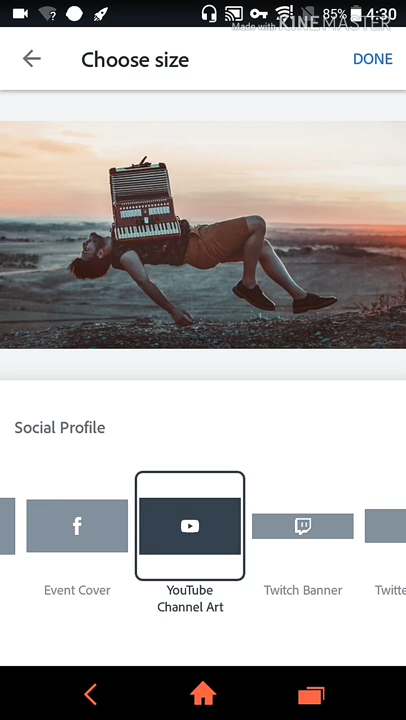 85% 4:30
Made with KINEMASTER
Choose size DONE
Social Profile
Event Cover
YouTube
Channel Art
Twitch Banner
Twitte